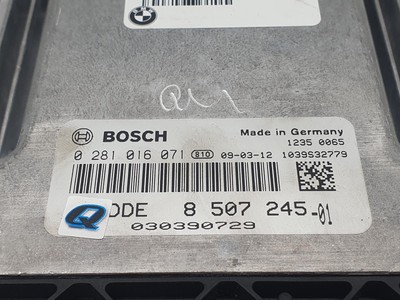 BOSCH
Made in Germany
1235 0065
0 281 016 071 810 09-03-12 1039S32779
DDE 8 507 245-01
030390729
Q